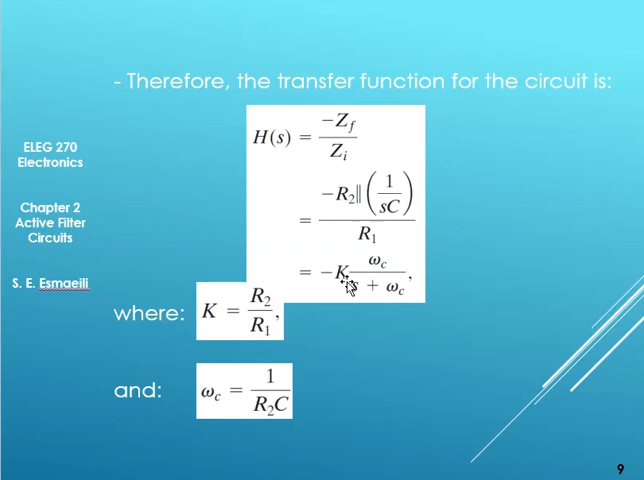 - Therefore, the transfer function for the circuit is:
H(s) = −Z_f / Z_i
= −R₂‖(1/sC) / R₁
= −K ω_c / (s + ω_c),
where: K = R₂/R₁,
and: ω_c = 1/(R₂C)
ELEG 270
Electronics
Chapter 2
Active Filter
Circuits
S. E. Esmaeili
9